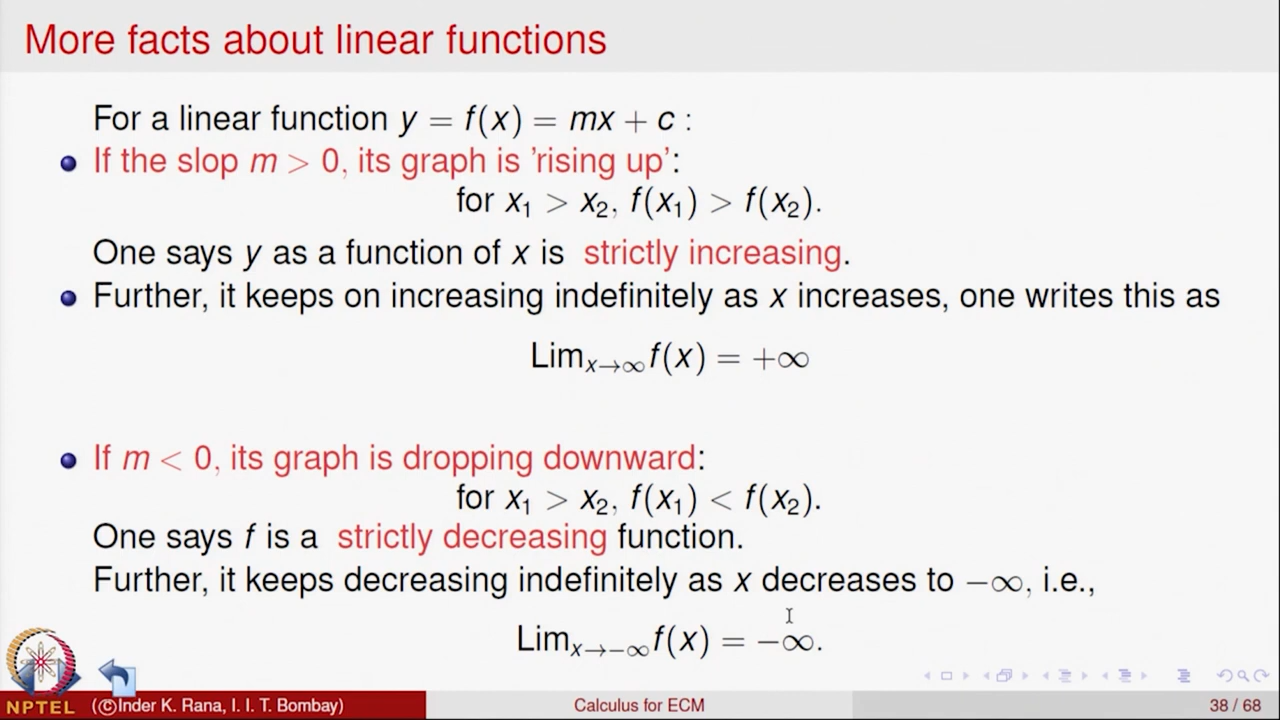 More facts about linear functions
For a linear function y = f(x) = mx + c :
If the slop m > 0, its graph is 'rising up':
for x₁ > x₂, f(x₁) > f(x₂).
One says y as a function of x is strictly increasing.
Further, it keeps on increasing indefinitely as x increases, one writes this as
Limₓ→∞ f(x) = +∞
If m < 0, its graph is dropping downward:
for x₁ > x₂, f(x₁) < f(x₂).
One says f is a strictly decreasing function.
Further, it keeps decreasing indefinitely as x decreases to −∞, i.e.,
Limₓ→−∞ f(x) = −∞.
NPTEL
(©Inder K. Rana, I. I. T. Bombay)
Calculus for ECM
38 / 68